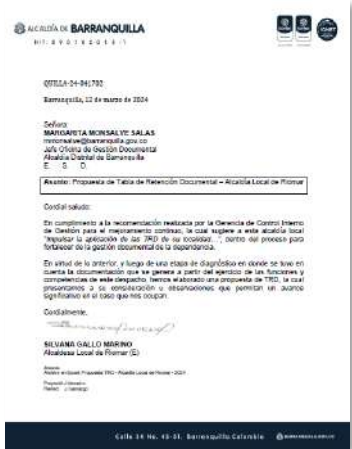 ALCALDÍA DE BARRANQUILLA
QUILLA-24-041702
Barranquilla, 12 de marzo de 2024
Señora:
MARGARITA MONSALVE SALAS
mmonsalve@barranquilla.gov.co
Jefe Oficina de Gestión Documental
Alcaldía Distrital de Barranquilla
E. S. D.
Asunto: Propuesta de Tabla de Retención Documental – Alcaldía Local de Riomar
Cordial saludo:
En cumplimiento a la recomendación realizada por la Gerencia de Control Interno
de Gestión para el mejoramiento continuo, la cual sugiere a esta alcaldía local
"Impulsar la aplicación de las TRD de su localidad...", dentro del proceso para
fortalecer de la gestión documental de la dependencia.
En virtud de lo anterior, y luego de una etapa de diagnóstico en donde se tuvo en
cuenta la documentación que se genera a partir del ejercicio de las funciones y
competencias de este despacho, hemos elaborado una propuesta de TRD, la cual
presentamos a su consideración u observaciones que permitan un avance
significativo en el caso que nos ocupan.
Cordialmente,
SILVANA GALLO MARINO
Alcaldesa Local de Riomar (E)
Calle 34 No. 43-31. Barranquilla.Colombia